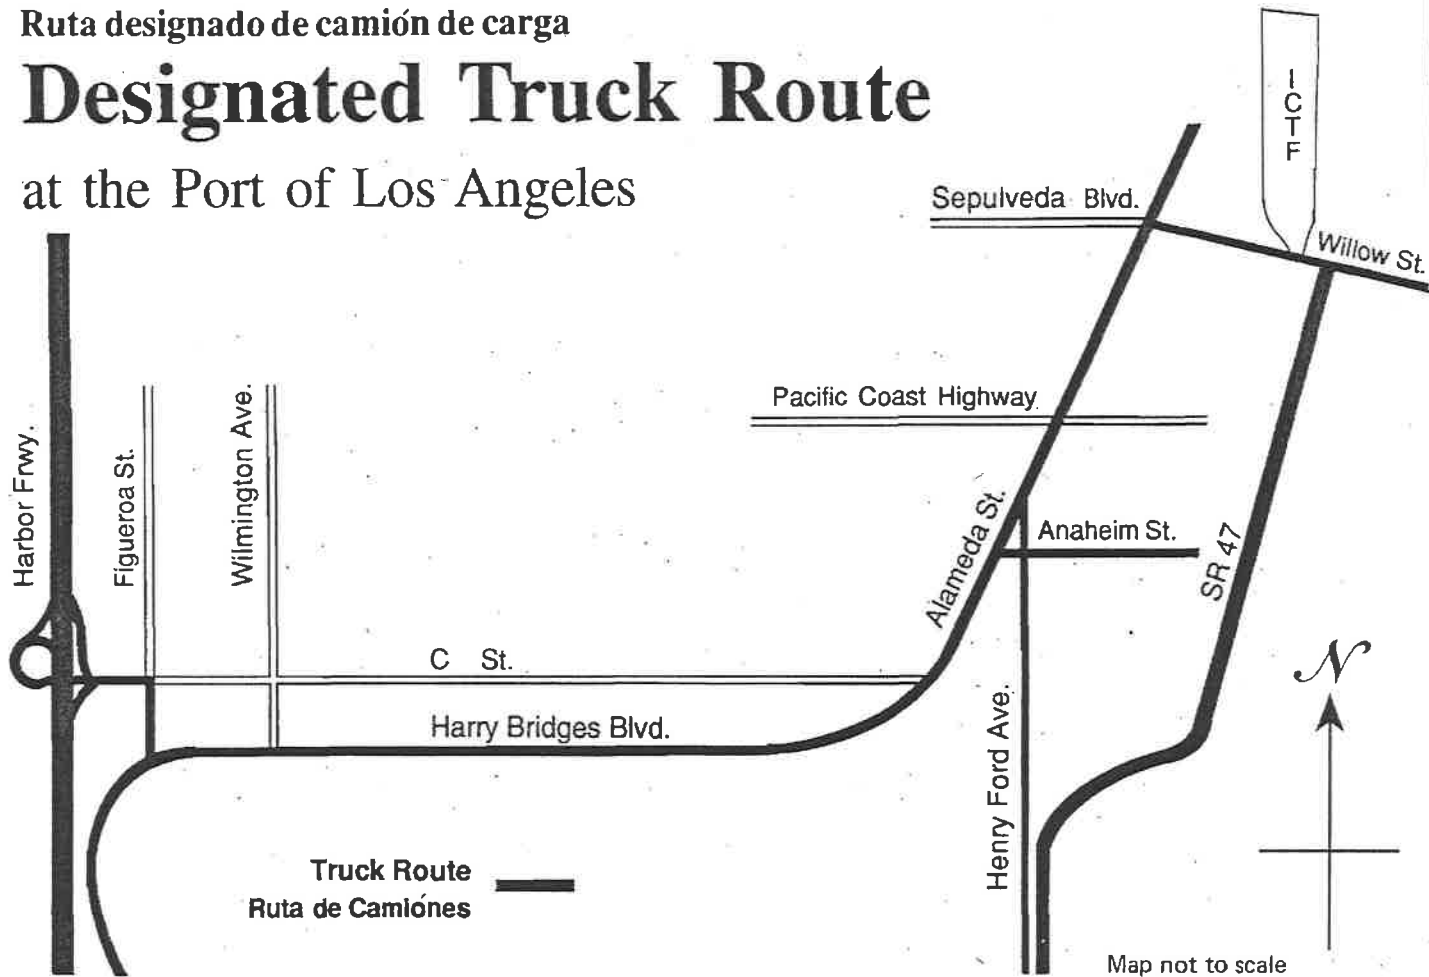 Ruta designado de camión de carga
Designated Truck Route
at the Port of Los Angeles
ICTF
Sepulveda Blvd.
Willow St.
Pacific Coast Highway
Harbor Frwy.
Figueroa St.
Wilmington Ave.
Alameda St.
Anaheim St.
SR 47
C St.
Harry Bridges Blvd.
Henry Ford Ave.
N
Truck Route
Ruta de Camiónes
Map not to scale